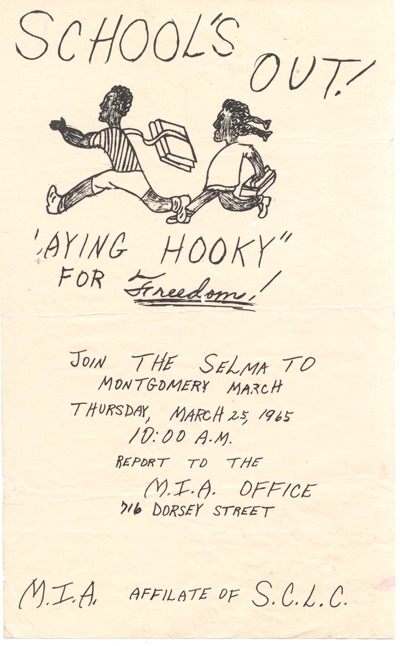 SCHOOL'S
OUT!
'AYING HOOKY"
FOR Freedom!
JOIN THE SELMA TO
MONTGOMERY MARCH
THURSDAY, MARCH 25, 1965
10:00 A.M.
REPORT TO THE
M.I.A. OFFICE
716 DORSEY STREET
M.I.A. AFFILATE OF S.C.L.C.